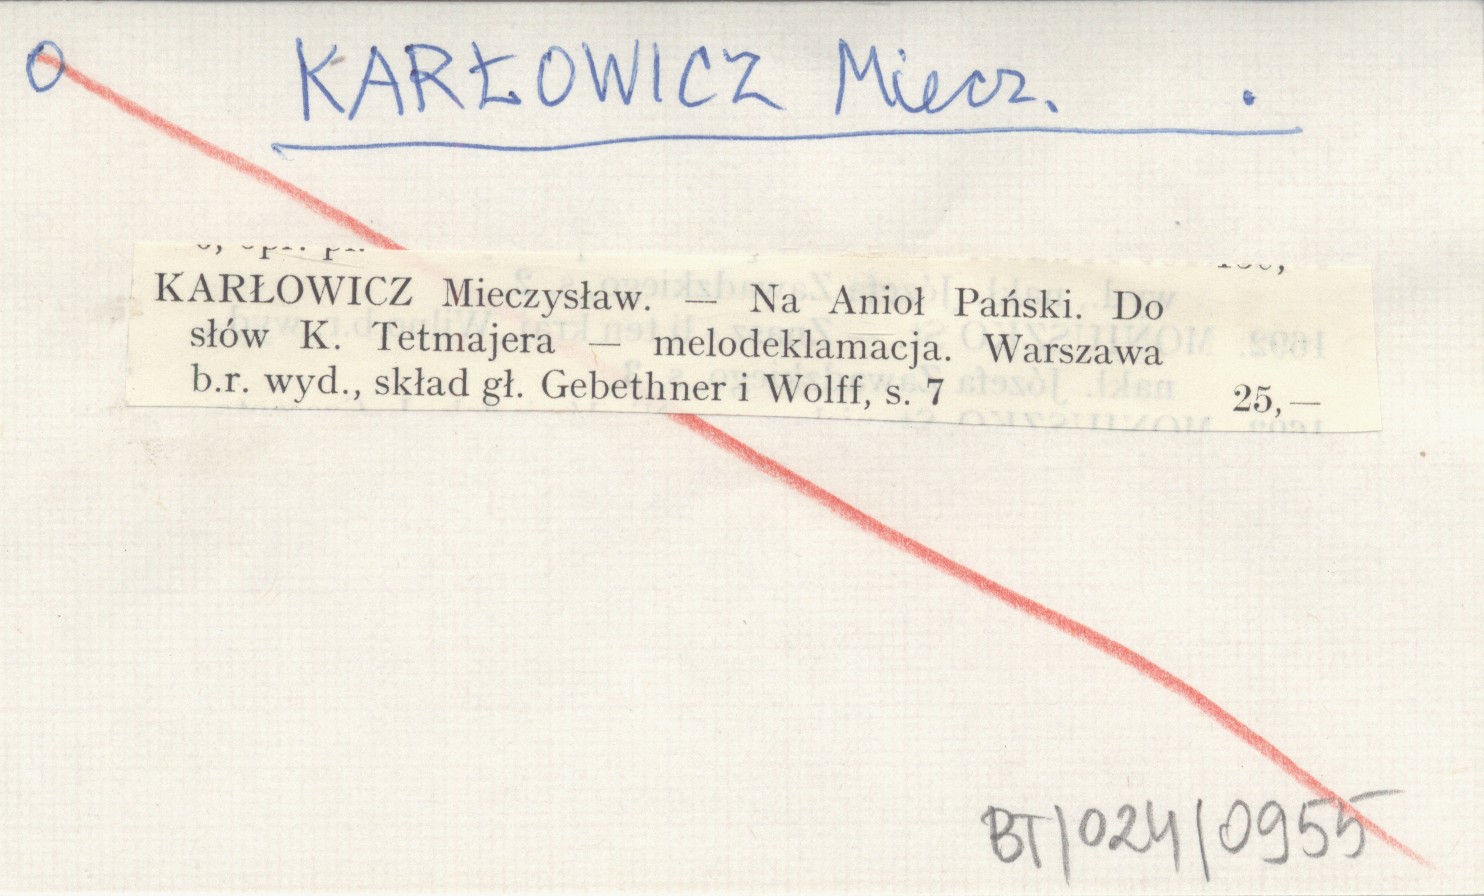 O KARŁOWICZ Miecz. .
KARŁOWICZ Mieczysław. — Na Anioł Pański. Do
słów K. Tetmajera — melodeklamacja. Warszawa
b.r. wyd., skład gł. Gebethner i Wolff, s. 7 25,—
BT/024/0955